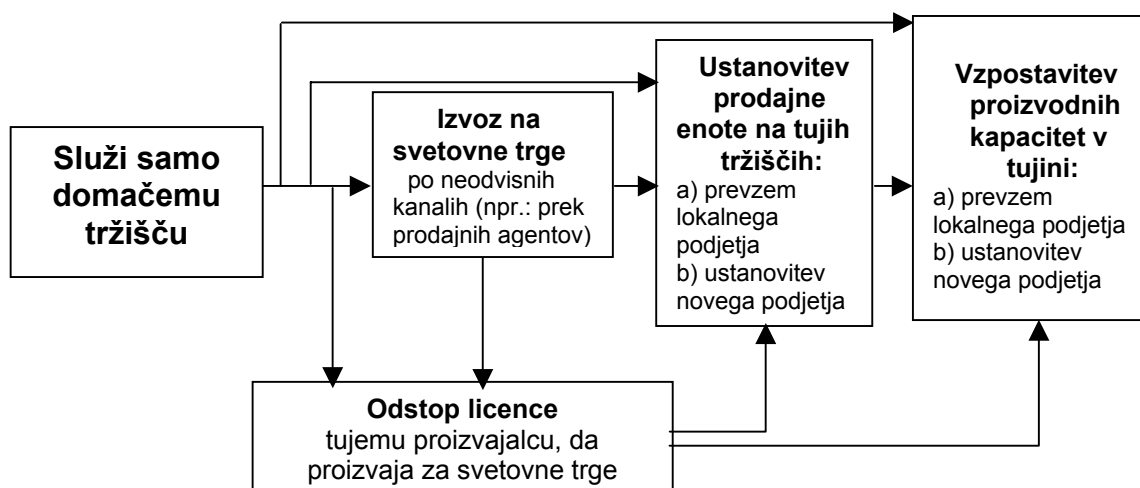 Služi samo
domačemu
tržišču
Izvoz na
svetovne trge
po neodvisnih
kanalih (npr.: prek
prodajnih agentov)
Ustanovitev
prodajne
enote na tujih
tržiščih:
a) prevzem
lokalnega
podjetja
b) ustanovitev
novega podjetja
Vzpostavitev
proizvodnih
kapacitet v
tujini:
a) prevzem
lokalnega podjetja
b) ustanovitev
novega podjetja
Odstop licence
tujemu proizvajalcu, da
proizvaja za svetovne trge